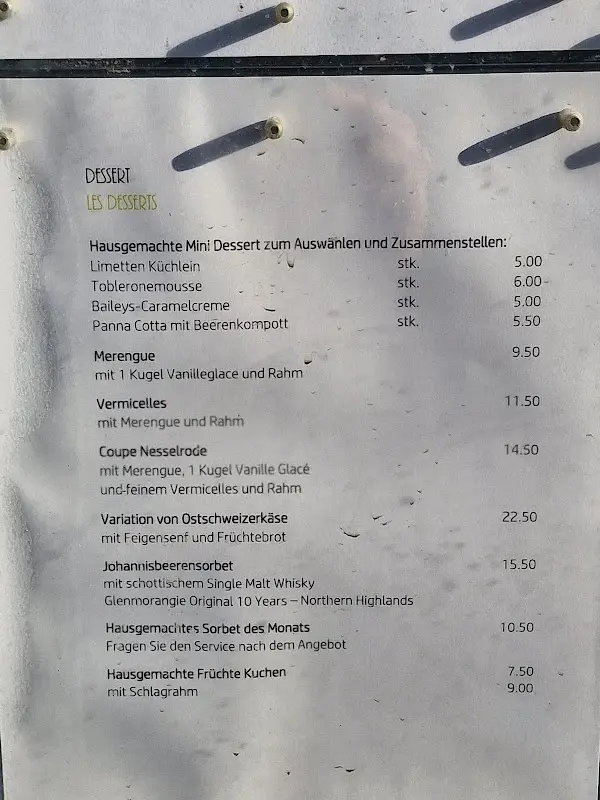 DESSERT
LES DESSERTS
Hausgemachte Mini Dessert zum Auswählen und Zusammenstellen:
Limetten Küchlein stk. 5.00
Tobleronemousse stk. 6.00
Baileys-Caramelcreme stk. 5.00
Panna Cotta mit Beerenkompott stk. 5.50
Merengue 9.50
mit 1 Kugel Vanilleglace und Rahm
Vermicelles 11.50
mit Merengue und Rahm
Coupe Nesselrode 14.50
mit Merengue, 1 Kugel Vanille Glacé
und feinem Vermicelles und Rahm
Variation von Ostschweizerkäse 22.50
mit Feigensenf und Früchtebrot
Johannisbeerensorbet 15.50
mit schottischem Single Malt Whisky
Glenmorangie Original 10 Years – Northern Highlands
Hausgemachtes Sorbet des Monats 10.50
Fragen Sie den Service nach dem Angebot
Hausgemachte Früchte Kuchen 7.50
mit Schlagrahm 9.00